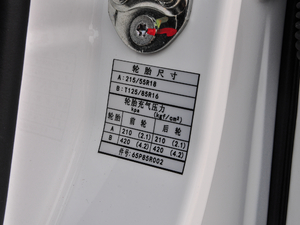 轮胎尺寸
A:215/55R18
B:T125/85R16
轮胎充气压力
kpa (kgf/cm²)
轮胎 前轮 后轮
A 210 (2.1) 210 (2.1)
B 420 (4.2) 420 (4.2)
件号:65P85R002